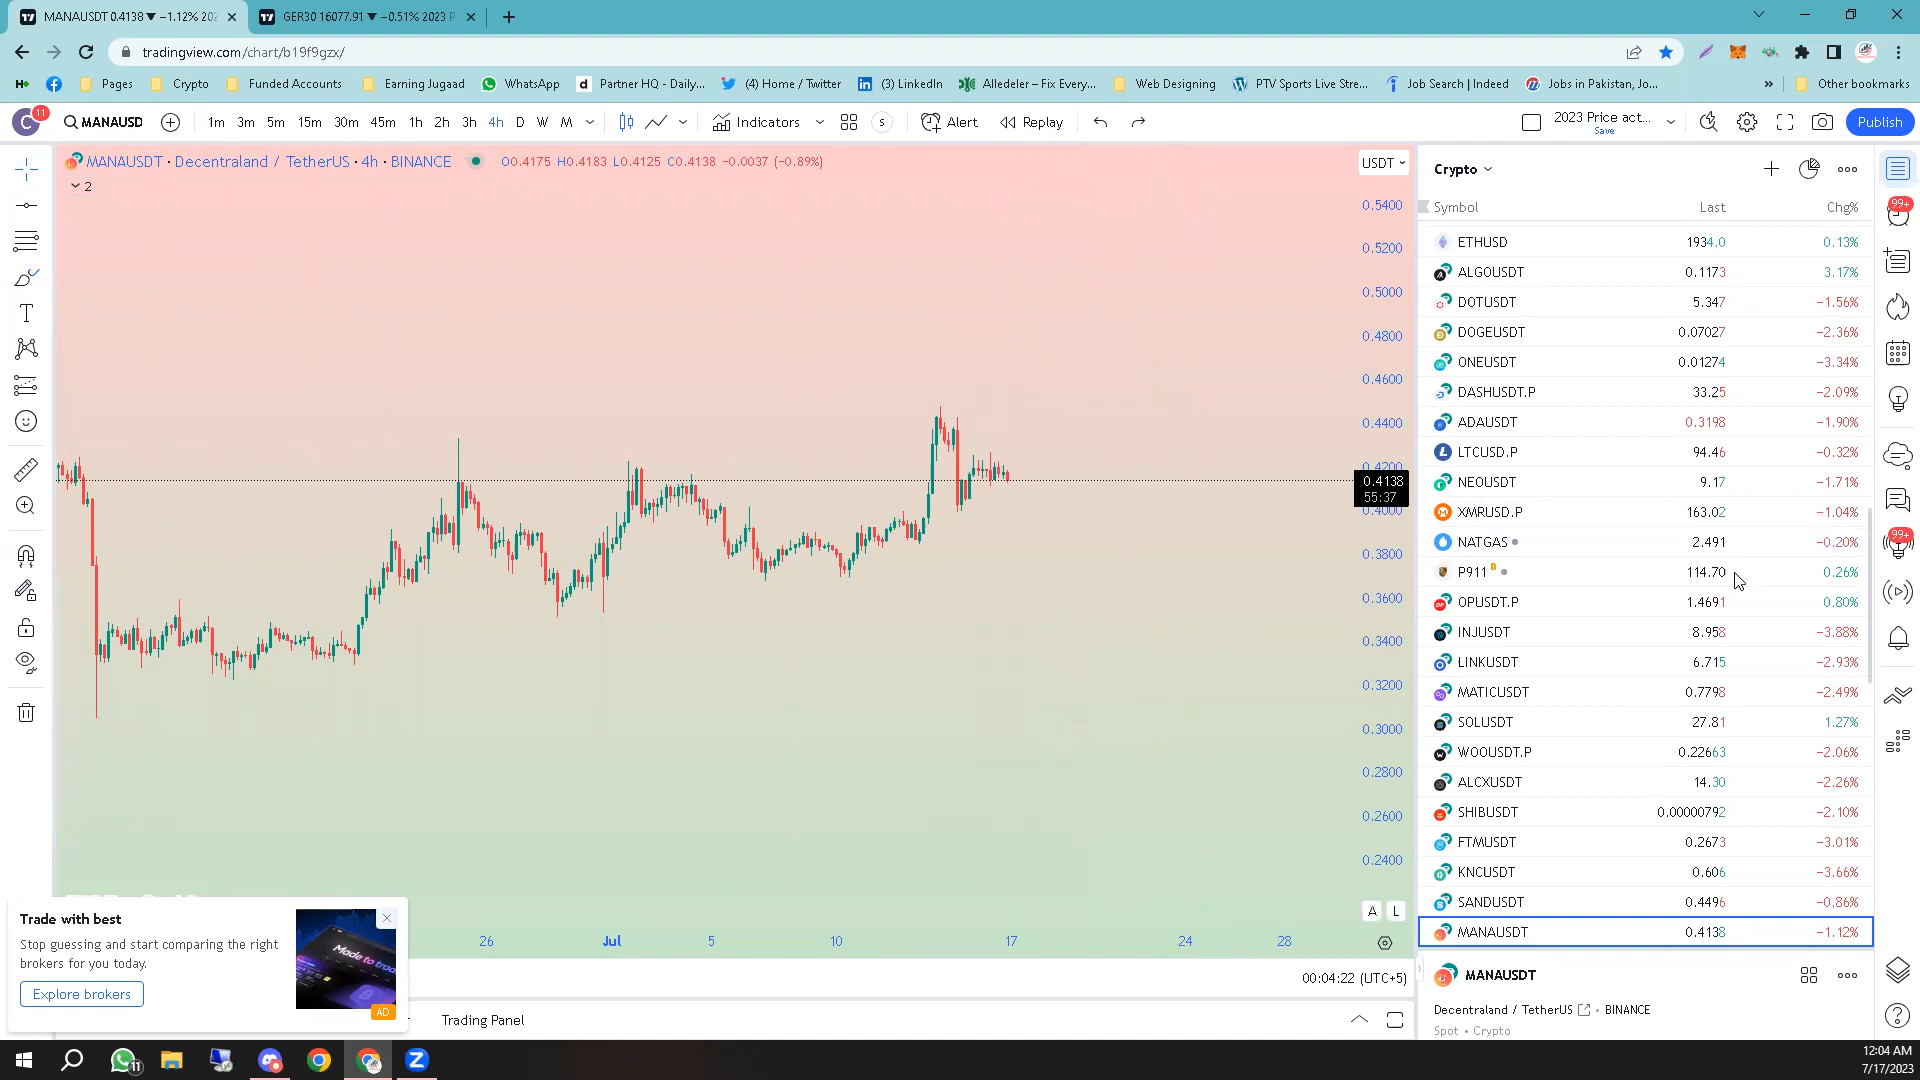 MANAUSDT 0.4138 ▼ −1.12% 202
GER30 16077.91 ▼ −0.51% 2023 P
tradingview.com/chart/b19f9gzx/
Pages
Crypto
Funded Accounts
Earning Jugaad
WhatsApp
Partner HQ - Daily...
(4) Home / Twitter
(3) LinkedIn
Alledeler – Fix Every...
Web Designing
PTV Sports Live Stre...
Job Search | Indeed
Jobs in Pakistan, Jo...
Other bookmarks
C 11
MANAUSD
1m 3m 5m 15m 30m 45m 1h 2h 3h 4h D W M
Indicators
S
Alert
Replay
2023 Price act...
Save
Publish
MANAUSDT · Decentraland / TetherUS · 4h · BINANCE
O0.4175 H0.4183 L0.4125 C0.4138 −0.0037 (−0.89%)
2
USDT
0.5400
0.5200
0.5000
0.4800
0.4600
0.4400
0.4200
0.4138
55:37
0.4000
0.3800
0.3600
0.3400
0.3200
0.3000
0.2800
0.2600
0.2400
A L
26 Jul 5 10 17 24 28
00:04:22 (UTC+5)
Trading Panel
Trade with best
Stop guessing and start comparing the right
brokers for you today.
Explore brokers
Made to trade
AD
Crypto
Symbol Last Chg%
ETHUSD 1934.0 0.13%
ALGOUSDT 0.1173 3.17%
DOTUSDT 5.347 −1.56%
DOGEUSDT 0.07027 −2.36%
ONEUSDT 0.01274 −3.34%
DASHUSDT.P 33.25 −2.09%
ADAUSDT 0.3198 −1.90%
LTCUSD.P 94.46 −0.32%
NEOUSDT 9.17 −1.71%
XMRUSD.P 163.02 −1.04%
NATGAS 2.491 −0.20%
P911 D 114.70 0.26%
OPUSDT.P 1.4691 0.80%
INJUSDT 8.958 −3.88%
LINKUSDT 6.715 −2.93%
MATICUSDT 0.7798 −2.49%
SOLUSDT 27.81 1.27%
WOOUSDT.P 0.22663 −2.06%
ALCXUSDT 14.30 −2.26%
SHIBUSDT 0.00000792 −2.10%
FTMUSDT 0.2673 −3.01%
KNCUSDT 0.606 −3.66%
SANDUSDT 0.4496 −0.86%
MANAUSDT 0.4138 −1.12%
MANAUSDT
Decentraland / TetherUS • BINANCE
Spot • Crypto
99+
99+
11
12:04 AM
7/17/2023